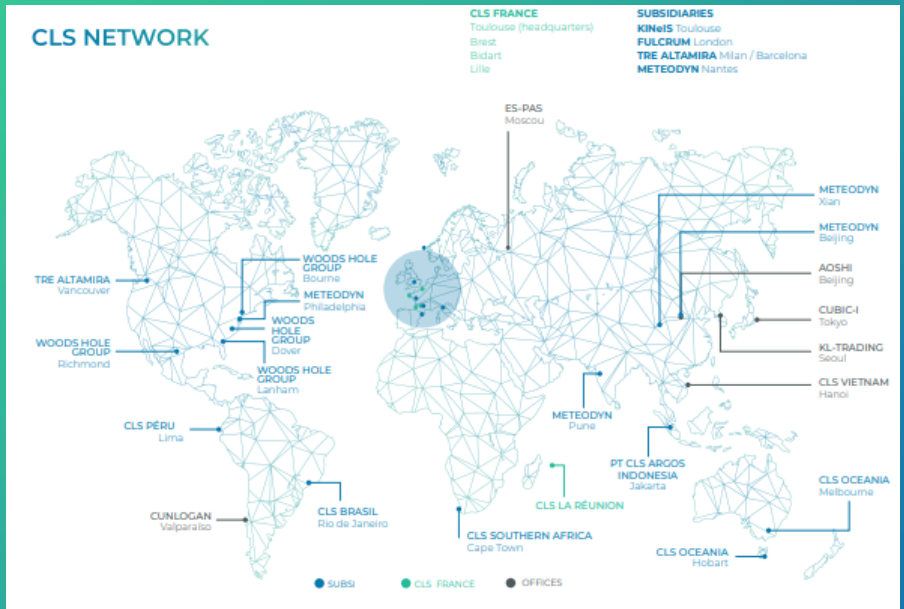 CLS NETWORK
CLS FRANCE
Toulouse (headquarters)
Brest
Bidart
Lille
SUBSIDIARIES
KINeIS Toulouse
FULCRUM London
TRE ALTAMIRA Milan / Barcelona
METEODYN Nantes
ES-PAS
Moscou
METEODYN
Xian
METEODYN
Beijing
AOSHI
Beijing
CUBIC-I
Tokyo
KL-TRADING
Seoul
CLS VIETNAM
Hanoi
TRE ALTAMIRA
Vancouver
WOODS HOLE
GROUP
Bourne
METEODYN
Philadelphia
WOODS
HOLE
GROUP
Dover
WOODS HOLE
GROUP
Richmond
WOODS HOLE
GROUP
Lanham
METEODYN
Pune
CLS PÉRU
Lima
PT CLS ARGOS
INDONESIA
Jakarta
CLS OCEANIA
Melbourne
CLS LA RÉUNION
CLS BRASIL
Rio de Janeiro
CUNLOGAN
Valparaíso
CLS SOUTHERN AFRICA
Cape Town
CLS OCEANIA
Hobart
SUBSI
CLS FRANCE
OFFICES